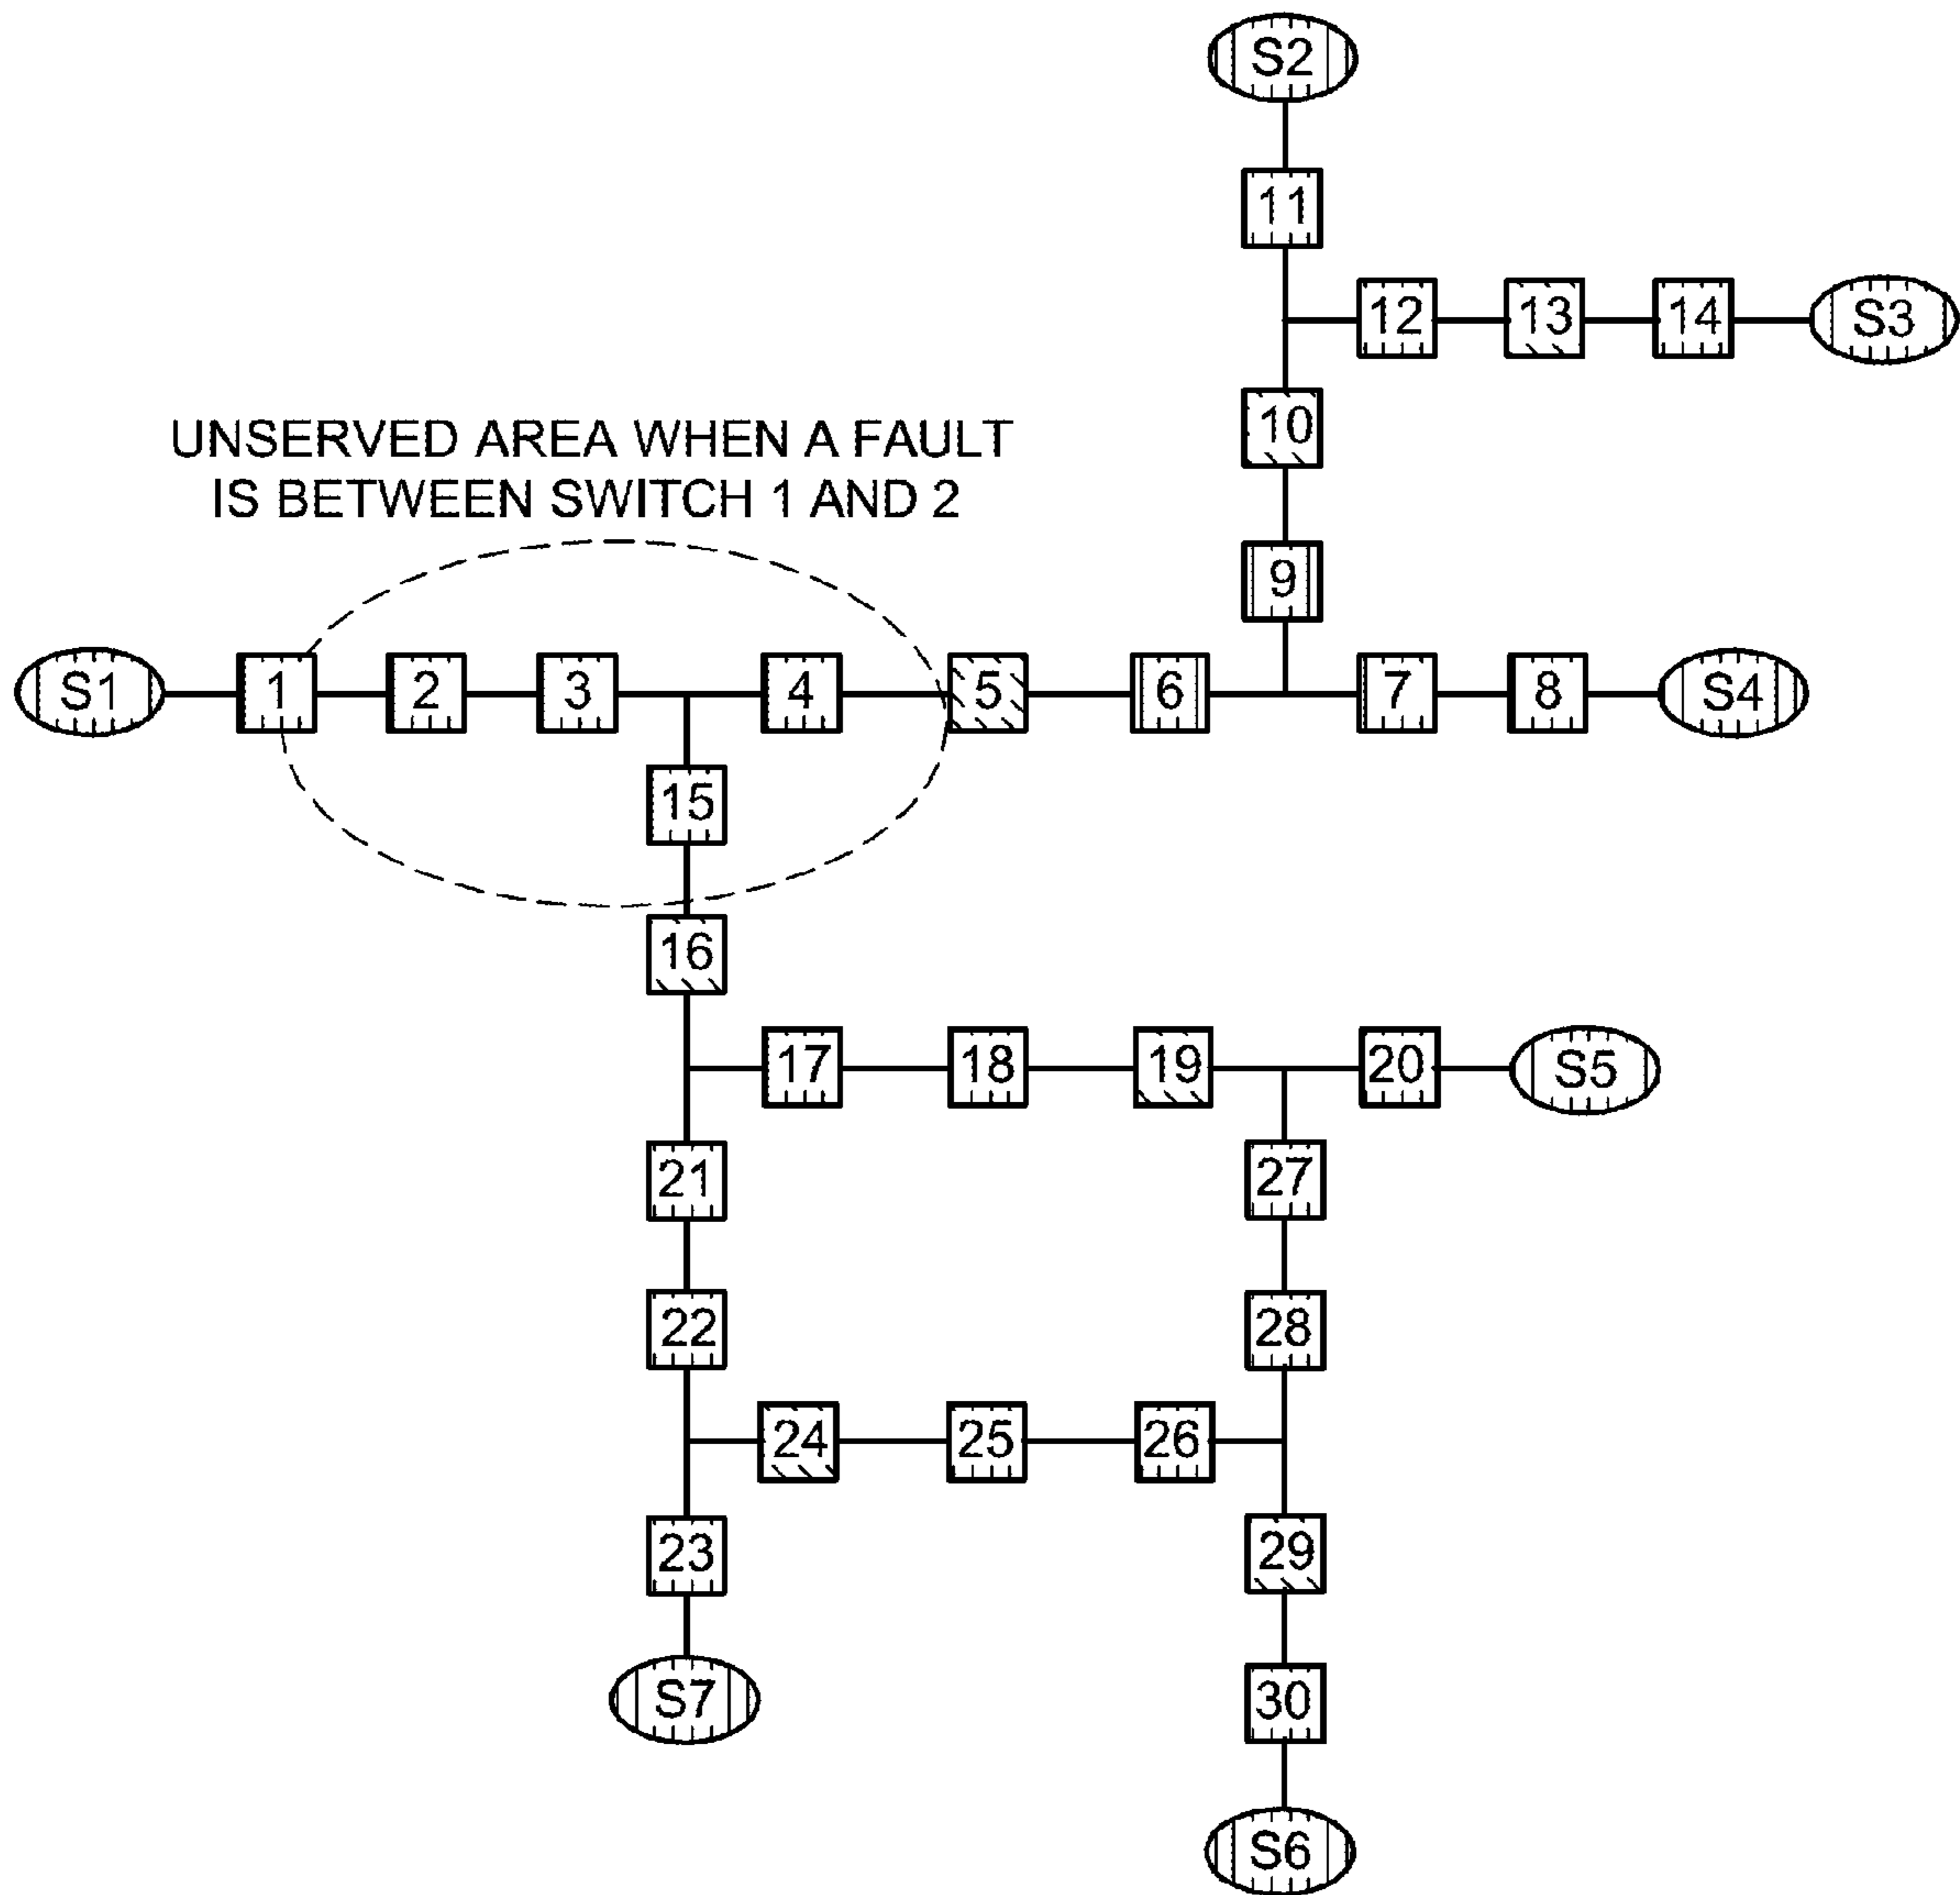 S2
11
12 13 14 S3
10
UNSERVED AREA WHEN A FAULT
IS BETWEEN SWITCH 1 AND 2
9
S1 1 2 3 4 5 6 7 8 S4
15
16
17 18 19 20 S5
21 27
22 28
24 25 26
23 29
S7 30
S6